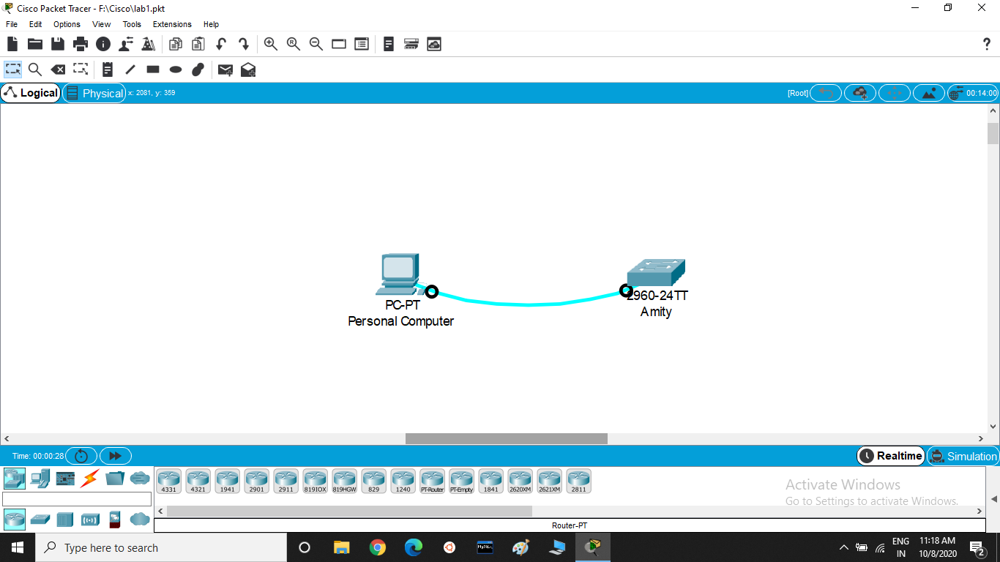 Cisco Packet Tracer - F:\Cisco\lab1.pkt
File Edit Options View Tools Extensions Help
Logical Physical x: 2081, y: 359 [Root] 00:14:00
PC-PT
Personal Computer
2960-24TT
Amity
Time: 00:00:28 Realtime Simulation
4331 4321 1941 2901 2911 819IOX 819HGW 829 1240 PT-Router PT-Empty 1841 2620XM 2621XM 2811
Activate Windows
Go to Settings to activate Windows.
Router-PT
Type here to search
ENG
IN
11:18 AM
10/8/2020
2